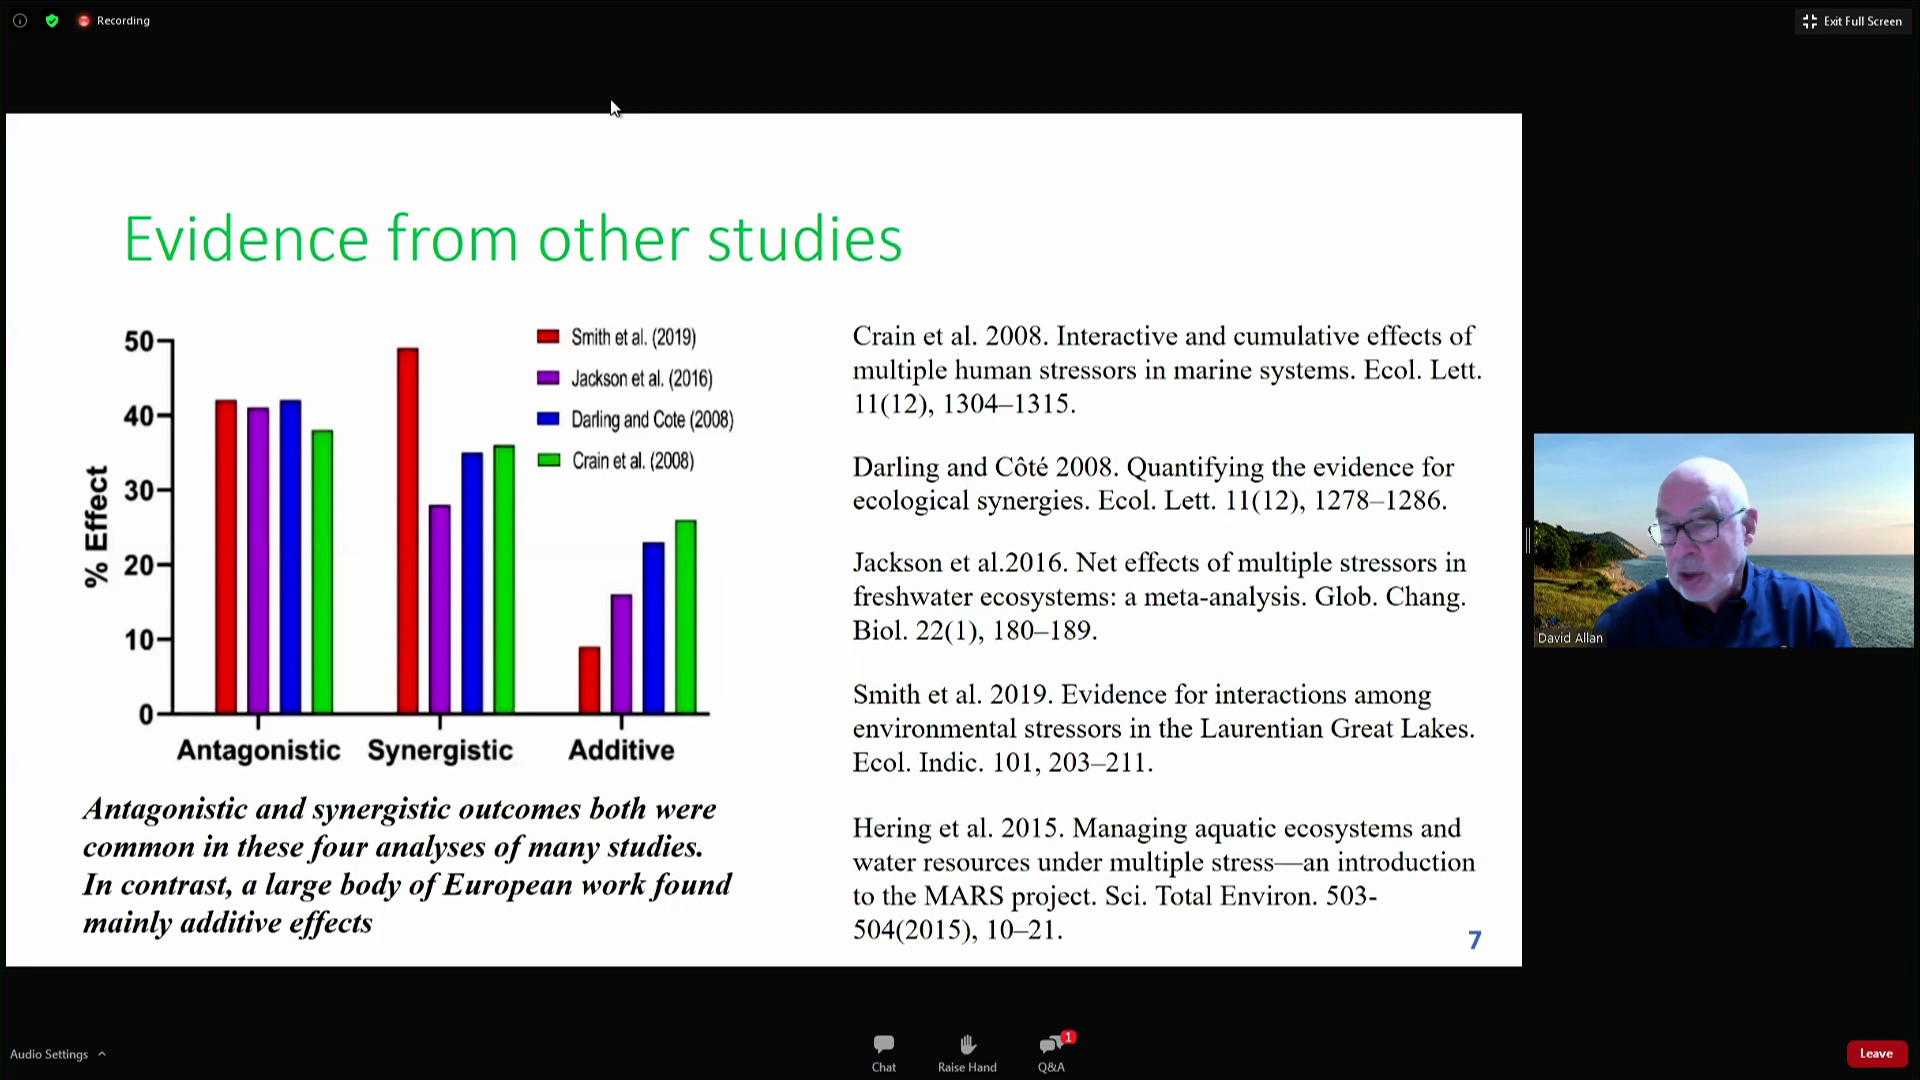 Recording
Exit Full Screen
Evidence from other studies
50
40
30
20
10
0
% Effect
Smith et al. (2019)
Jackson et al. (2016)
Darling and Cote (2008)
Crain et al. (2008)
Antagonistic
Synergistic
Additive
Antagonistic and synergistic outcomes both were
common in these four analyses of many studies.
In contrast, a large body of European work found
mainly additive effects
Crain et al. 2008. Interactive and cumulative effects of
multiple human stressors in marine systems. Ecol. Lett.
11(12), 1304–1315.
Darling and Côté 2008. Quantifying the evidence for
ecological synergies. Ecol. Lett. 11(12), 1278–1286.
Jackson et al.2016. Net effects of multiple stressors in
freshwater ecosystems: a meta-analysis. Glob. Chang.
Biol. 22(1), 180–189.
Smith et al. 2019. Evidence for interactions among
environmental stressors in the Laurentian Great Lakes.
Ecol. Indic. 101, 203–211.
Hering et al. 2015. Managing aquatic ecosystems and
water resources under multiple stress—an introduction
to the MARS project. Sci. Total Environ. 503-
504(2015), 10–21.
7
David Allan
Audio Settings
Chat
Raise Hand
1
Q&A
Leave